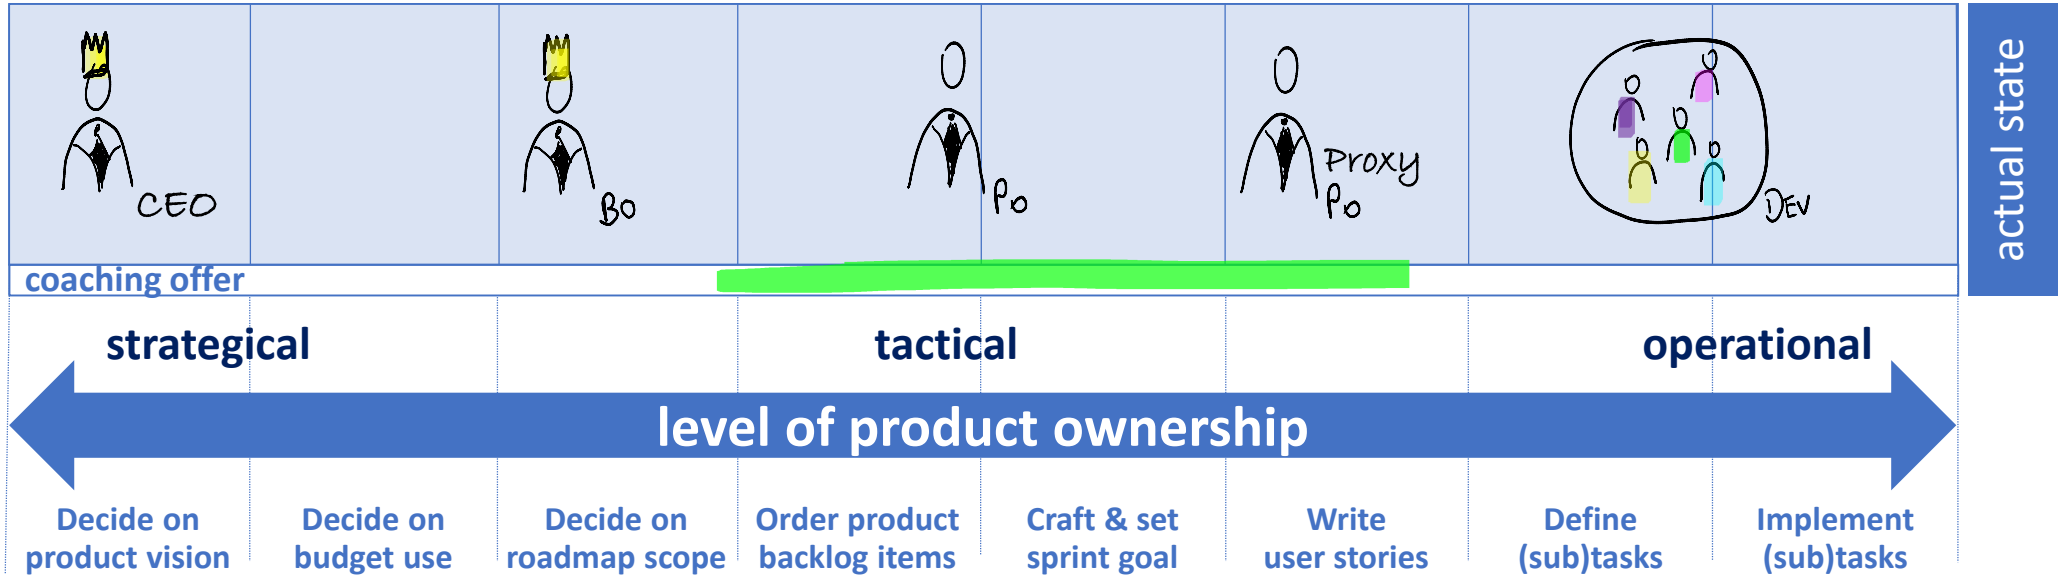 CEO
BO
PO
Proxy
PO
DEV
actual state
coaching offer
strategical
tactical
operational
level of product ownership
Decide on
product vision
Decide on
budget use
Decide on
roadmap scope
Order product
backlog items
Craft & set
sprint goal
Write
user stories
Define
(sub)tasks
Implement
(sub)tasks